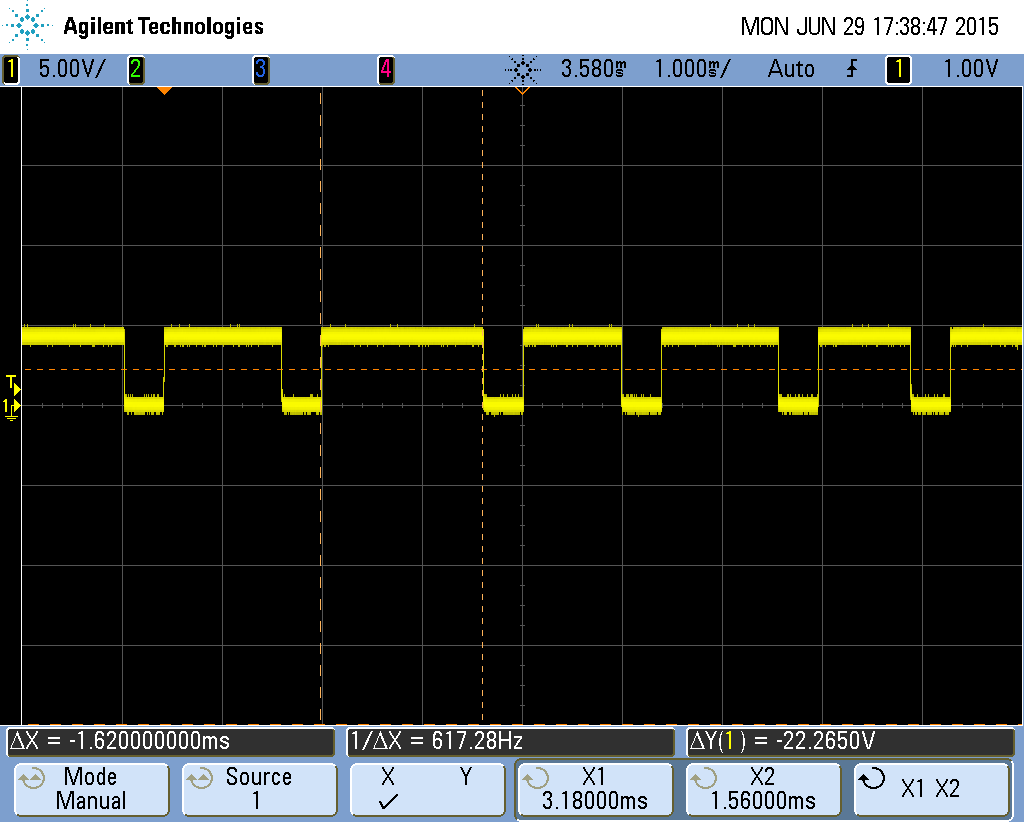 Agilent Technologies MON JUN 29 17:38:47 2015
1 5.00V/ 2 3 4 3.580ms 1.000ms/ Auto 1 1.00V
T
1
ΔX = -1.620000000ms 1/ΔX = 617.28Hz ΔY(1) = -22.2650V
Mode Source X Y X1 X2 X1 X2
Manual 1 ✓ 3.18000ms 1.56000ms